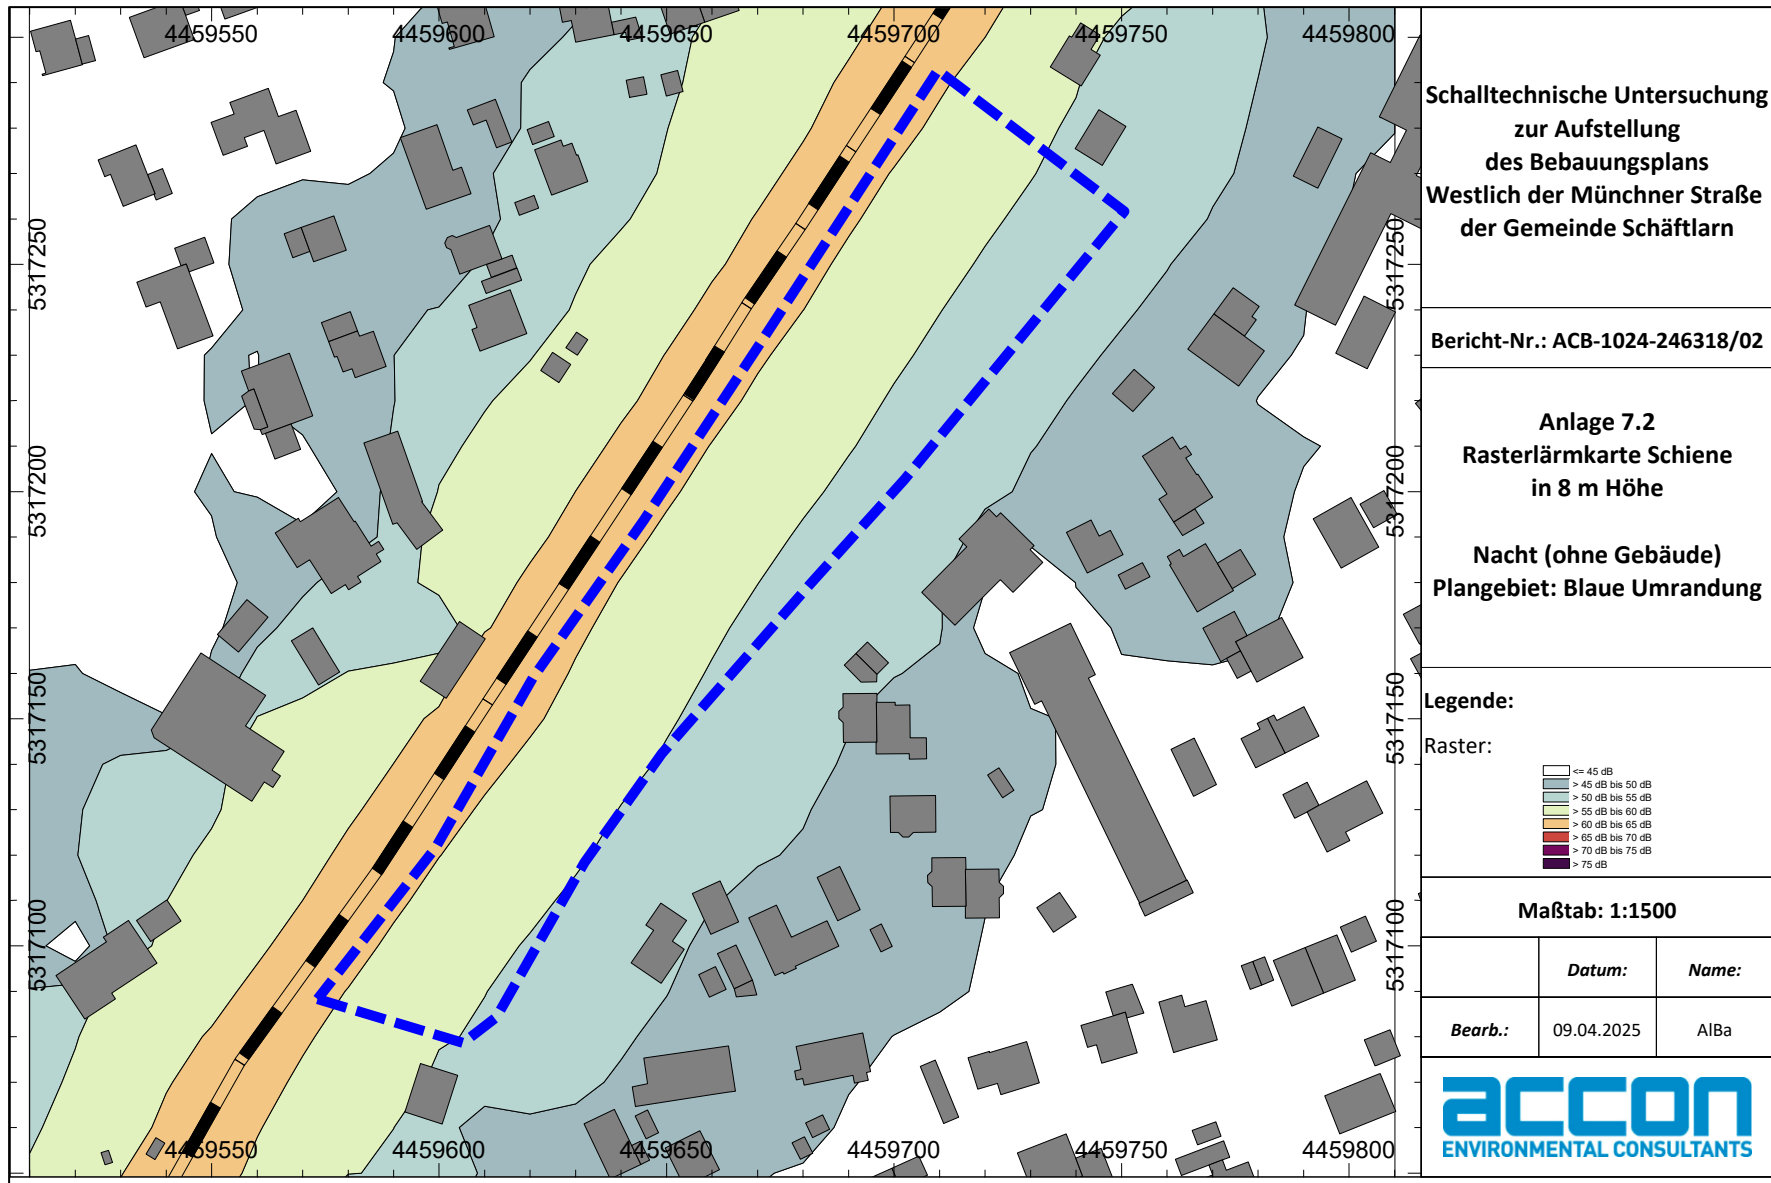 4459550 4459600 4459650 4459700 4459750 4459800
5317250 5317250
5317200 5317200
5317150 5317150
5317100 5317100
4459550 4459600 4459650 4459700 4459750 4459800
Schalltechnische Untersuchung
zur Aufstellung
des Bebauungsplans
Westlich der Münchner Straße
der Gemeinde Schäftlarn
Bericht-Nr.: ACB-1024-246318/02
Anlage 7.2
Rasterlärmkarte Schiene
in 8 m Höhe
Nacht (ohne Gebäude)
Plangebiet: Blaue Umrandung
Legende:
Raster:
<= 45 dB
> 45 dB bis 50 dB
> 50 dB bis 55 dB
> 55 dB bis 60 dB
> 60 dB bis 65 dB
> 65 dB bis 70 dB
> 70 dB bis 75 dB
> 75 dB
Maßtab: 1:1500
Datum: Name:
Bearb.: 09.04.2025 AlBa
accon
ENVIRONMENTAL CONSULTANTS